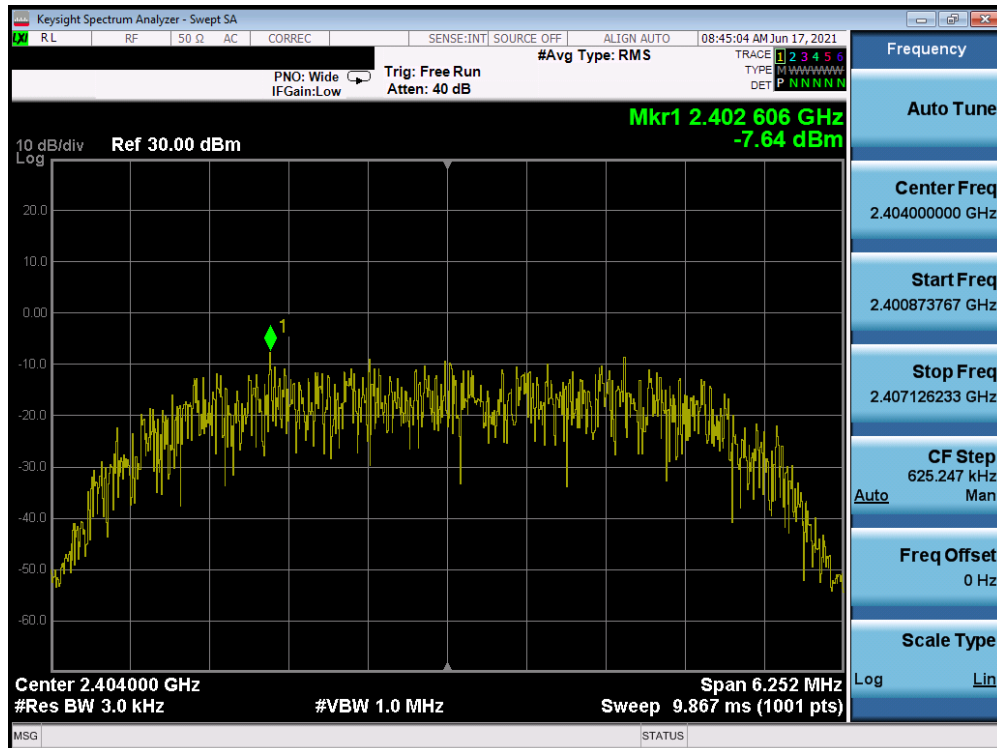 Keysight Spectrum Analyzer - Swept SA
LXI RL RF 50 Ω AC CORREC SENSE:INT SOURCE OFF ALIGN AUTO 08:45:04 AM Jun 17, 2021
#Avg Type: RMS
TRACE 1 2 3 4 5 6
TYPE M WWWWWW
DET P N N N N N
PNO: Wide
IFGain:Low
Trig: Free Run
Atten: 40 dB
Mkr1 2.402 606 GHz
-7.64 dBm
10 dB/div
Log
Ref 30.00 dBm
20.0
10.0
0.00
-10.0
-20.0
-30.0
-40.0
-50.0
-60.0
1
Center 2.404000 GHz
#Res BW 3.0 kHz
#VBW 1.0 MHz
Span 6.252 MHz
Sweep 9.867 ms (1001 pts)
MSG
STATUS
Frequency
Auto Tune
Center Freq
2.404000000 GHz
Start Freq
2.400873767 GHz
Stop Freq
2.407126233 GHz
CF Step
625.247 kHz
Auto Man
Freq Offset
0 Hz
Scale Type
Log Lin